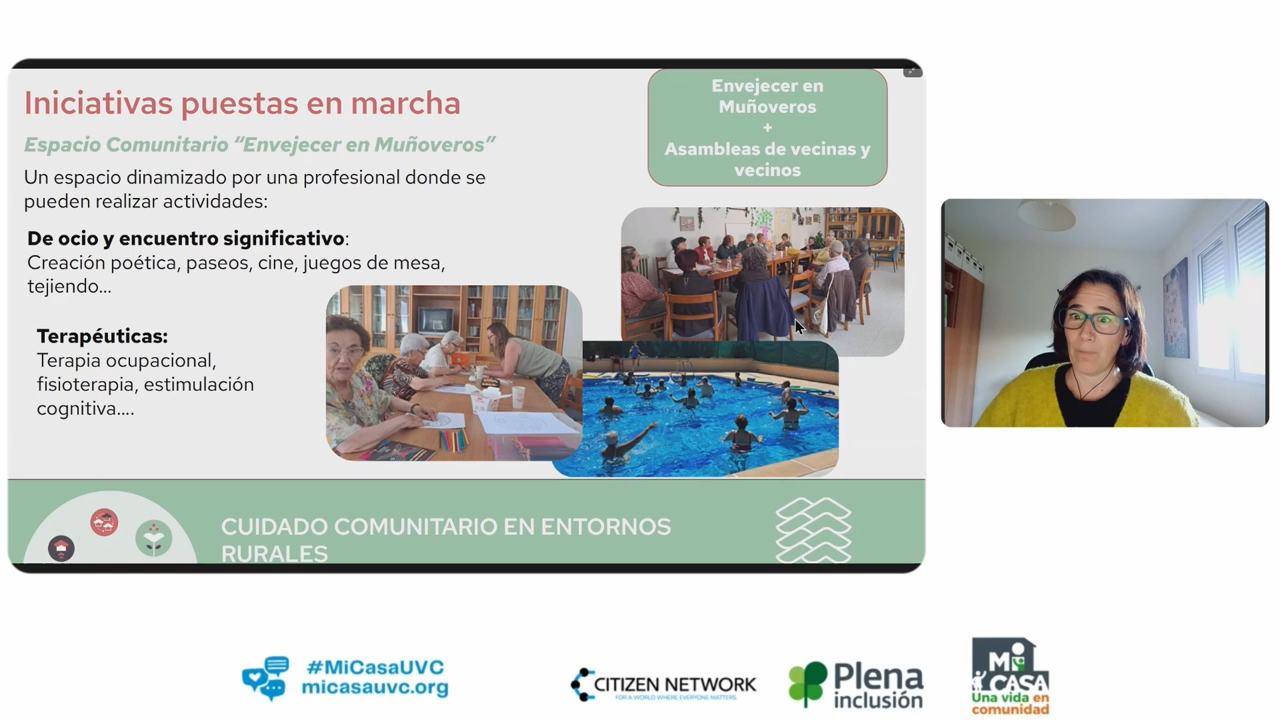 Iniciativas puestas en marcha
Espacio Comunitario “Envejecer en Muñoveros”
Un espacio dinamizado por una profesional donde se
pueden realizar actividades:
De ocio y encuentro significativo:
Creación poética, paseos, cine, juegos de mesa,
tejiendo...
Terapéuticas:
Terapia ocupacional,
fisioterapia, estimulación
cognitiva....
Envejecer en
Muñoveros
+
Asambleas de vecinas y
vecinos
CUIDADO COMUNITARIO EN ENTORNOS
RURALES
#MiCasaUVC
micasauvc.org
CITIZEN NETWORK
FOR A WORLD WHERE EVERYONE MATTERS
Plena
inclusión
Mi
CASA
Una vida en
comunidad